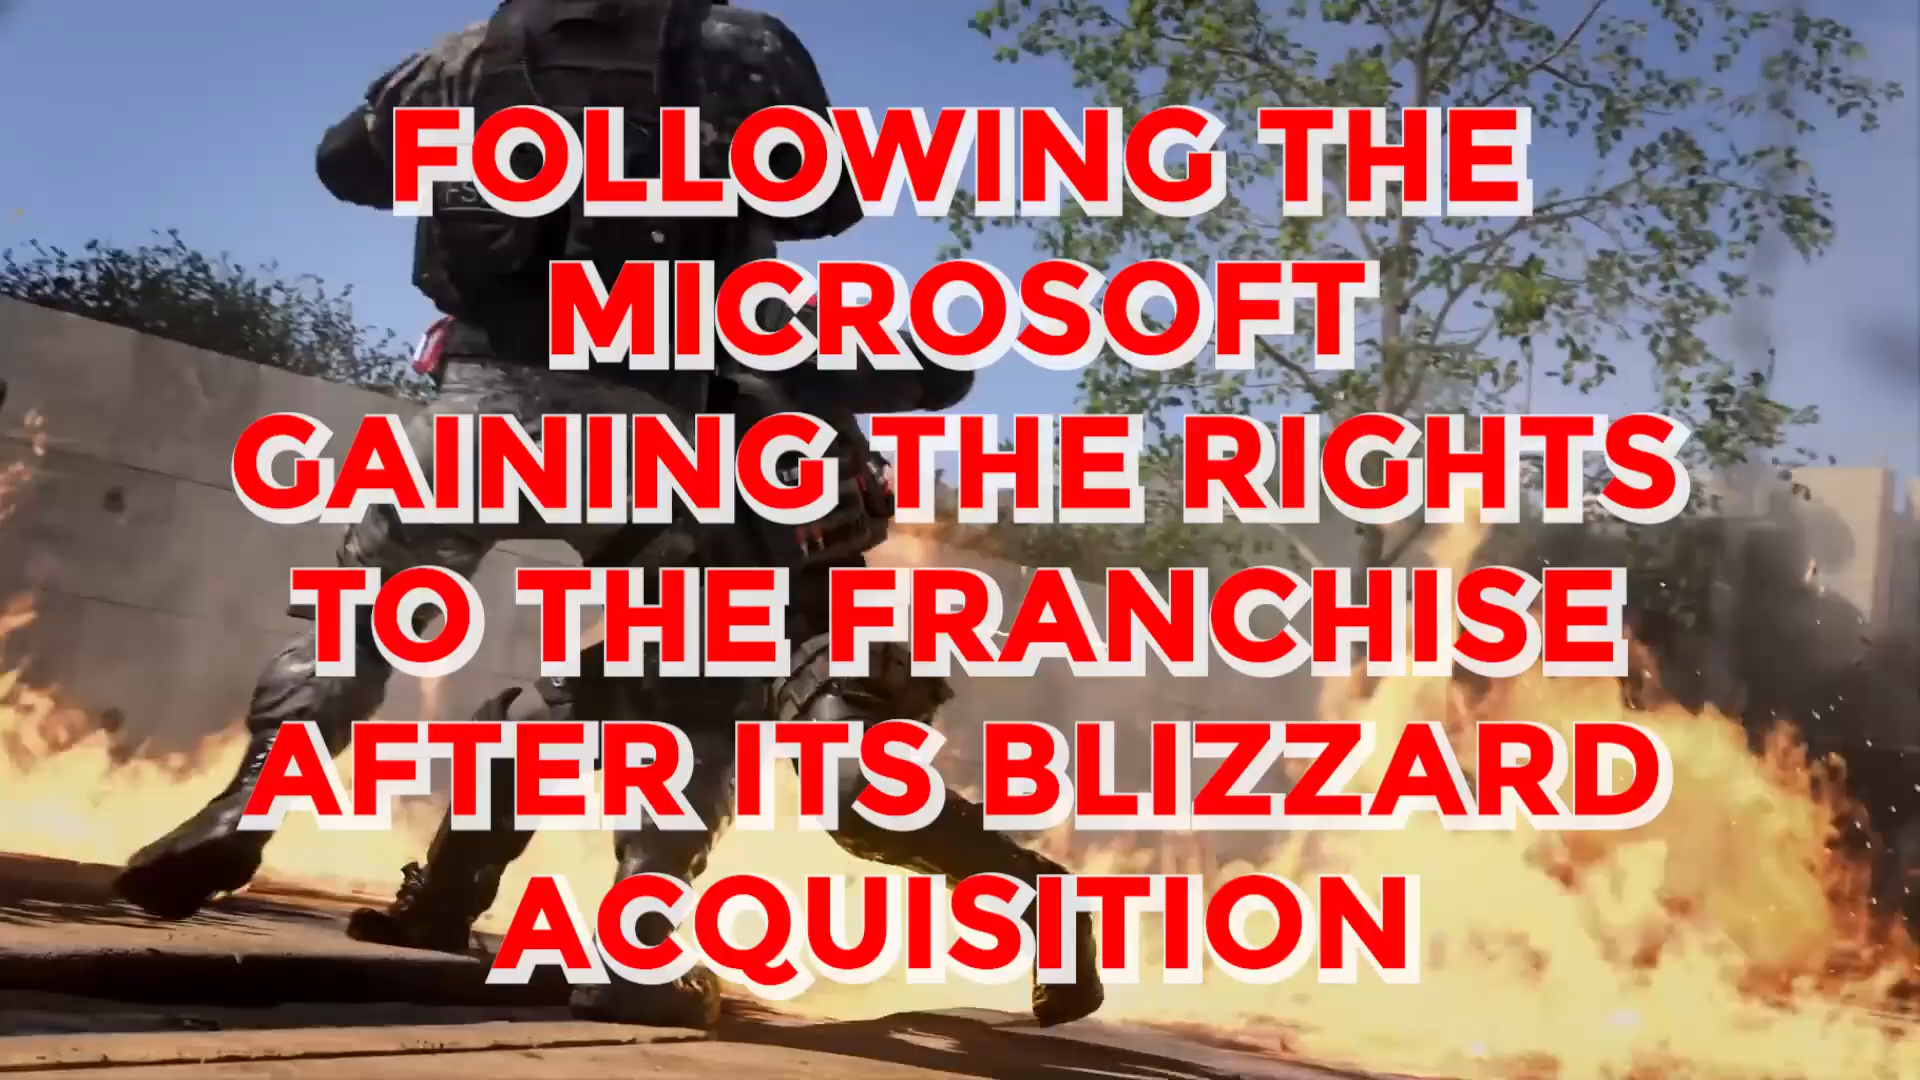 FOLLOWING THE
MICROSOFT
GAINING THE RIGHTS
TO THE FRANCHISE
AFTER ITS BLIZZARD
ACQUISITION